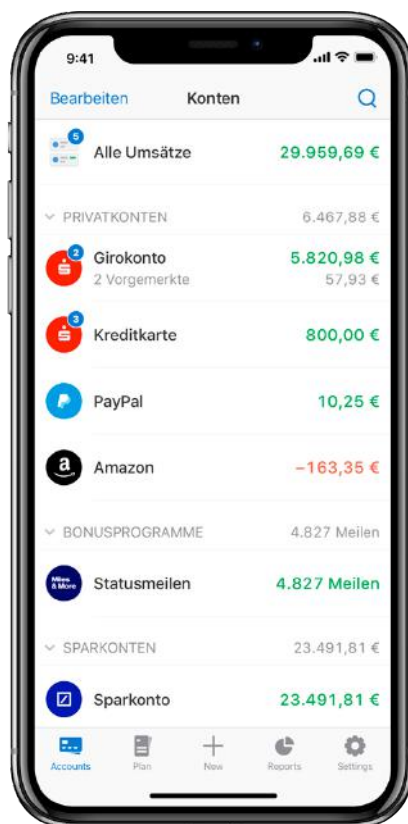 9:41
Bearbeiten Konten
5
Alle Umsätze 29.959,69 €
PRIVATKONTEN 6.467,88 €
2
Girokonto 5.820,98 €
2 Vorgemerkte 57,93 €
3
Kreditkarte 800,00 €
PayPal 10,25 €
a Amazon -163,35 €
BONUSPROGRAMME 4.827 Meilen
Miles & More Statusmeilen 4.827 Meilen
SPARKONTEN 23.491,81 €
Sparkonto 23.491,81 €
Accounts Plan New Reports Settings